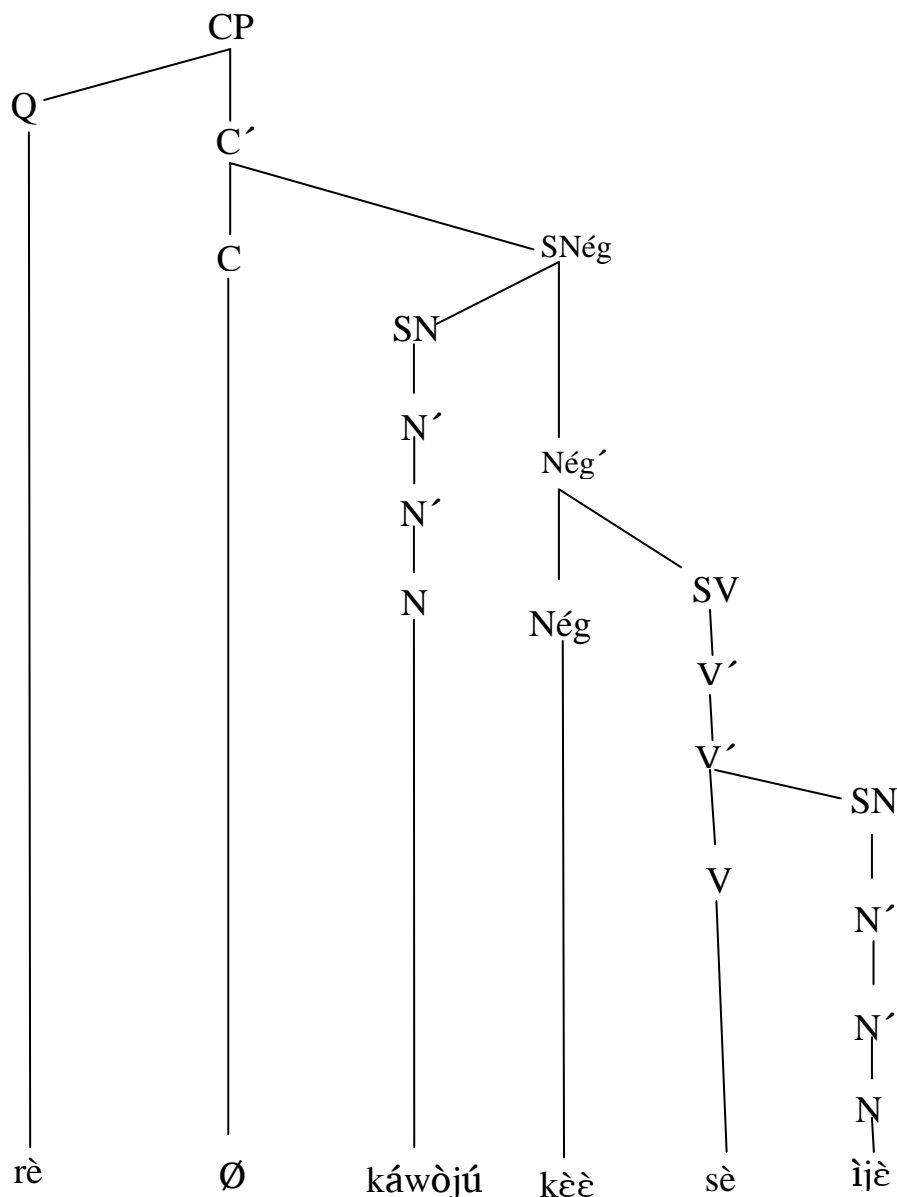 CP
Q
C´
C
SNég
SN
N´
Nég´
N´
SV
N
Nég
V´
V´
SN
V
N´
N´
N
rè Ø káwòjú kɛ̀ɛ̀ sè ìjɛ̀